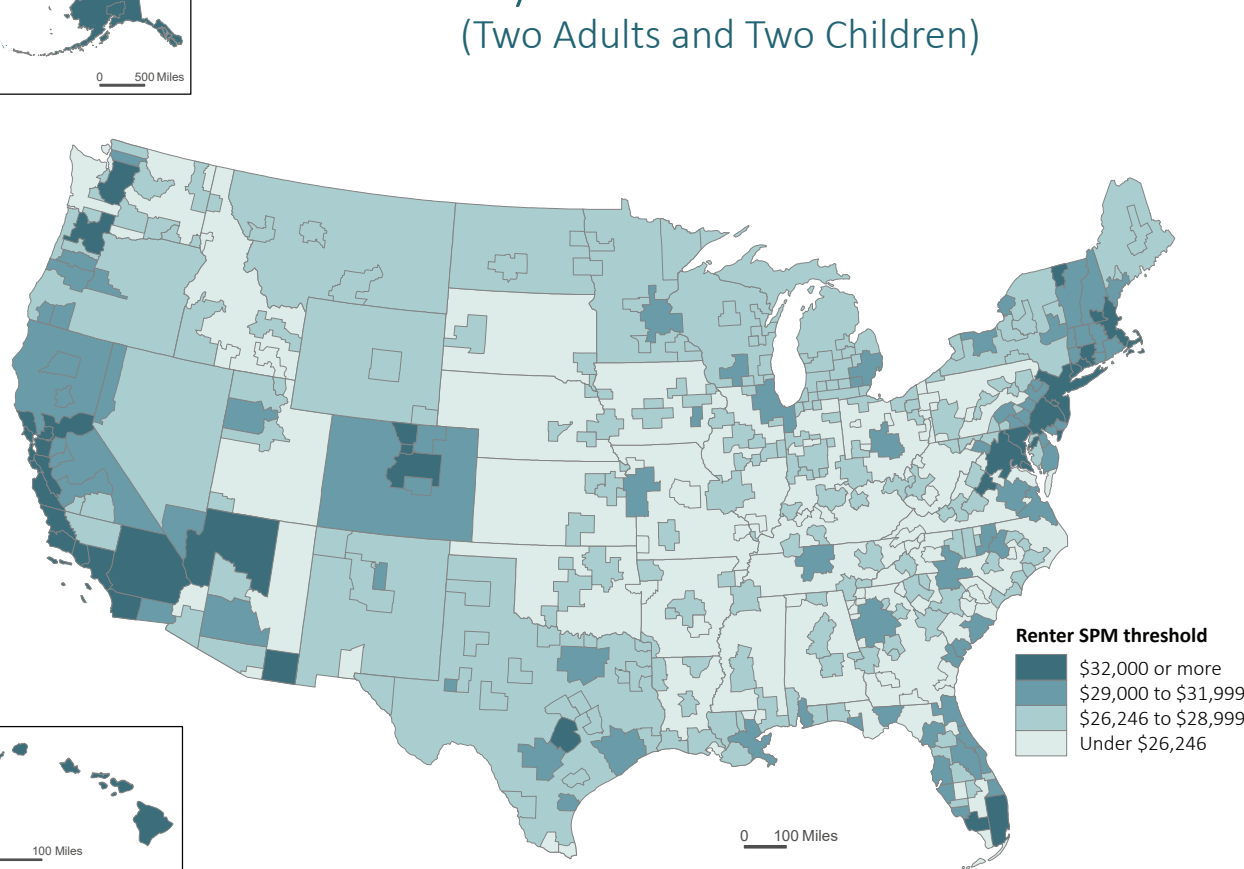 (Two Adults and Two Children)
0 500 Miles
Renter SPM threshold
$32,000 or more
$29,000 to $31,999
$26,246 to $28,999
Under $26,246
0 100 Miles
100 Miles